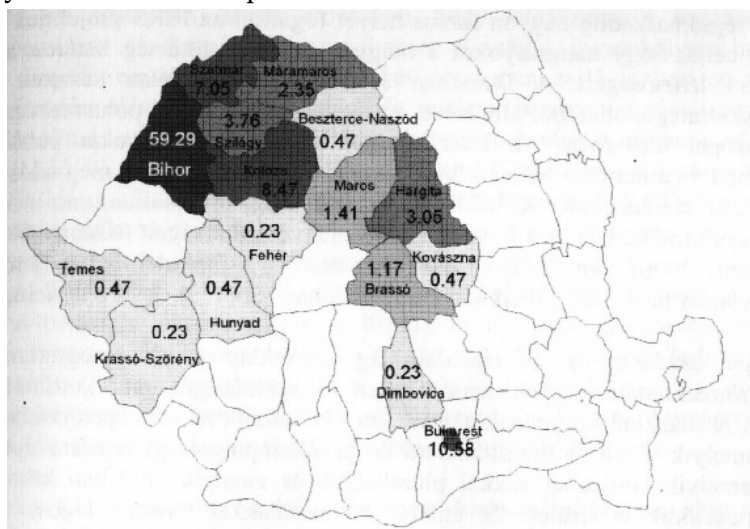 Szatmár
7.05
Máramaros
2.35
3.76
Szilágy
Beszterce-Naszód
0.47
59.29
Bihor
Kolozs
8.47
Maros
1.41
Hargita
3.05
0.23
Fehér
Kovászna
0.47
1.17
Brassó
Temes
0.47
0.47
Hunyad
0.23
Krassó-Szörény
0.23
Dimbovica
Bukarest
10.58